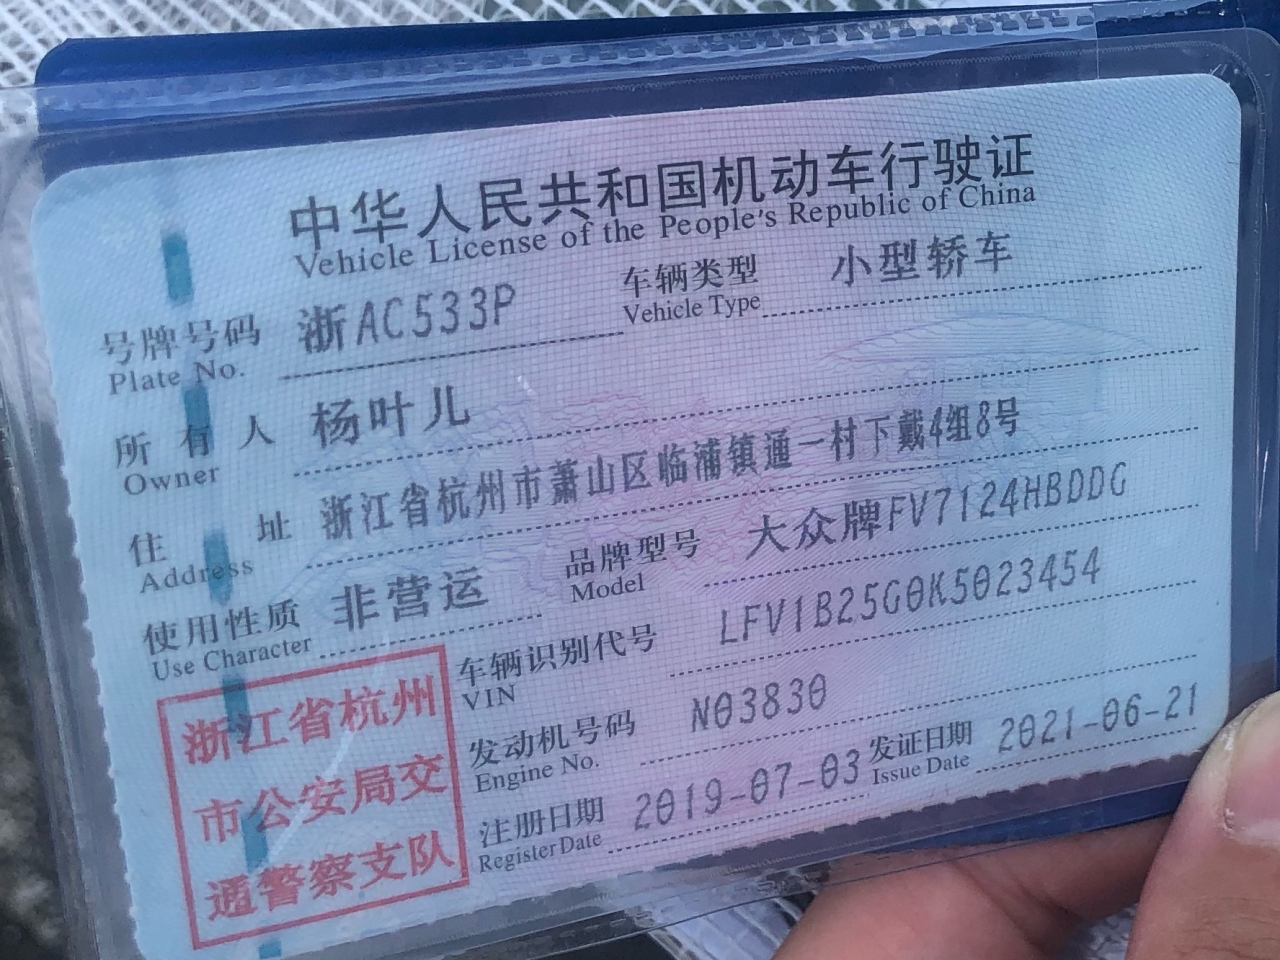 中华人民共和国机动车行驶证
Vehicle License of the People's Republic of China
号牌号码 浙AC533P 车辆类型 小型轿车
Plate No. Vehicle Type
所有人 杨叶儿
Owner
住址 浙江省杭州市萧山区临浦镇通一村下戴4组8号
Address
使用性质 非营运 品牌型号 大众牌FV7124HBDDG
Use Character Model
车辆识别代号 LFV1B25G0K5023454
VIN
发动机号码 N03830
Engine No.
注册日期 2019-07-03 发证日期 2021-06-21
Register Date Issue Date
浙江省杭州
市公安局交
通警察支队